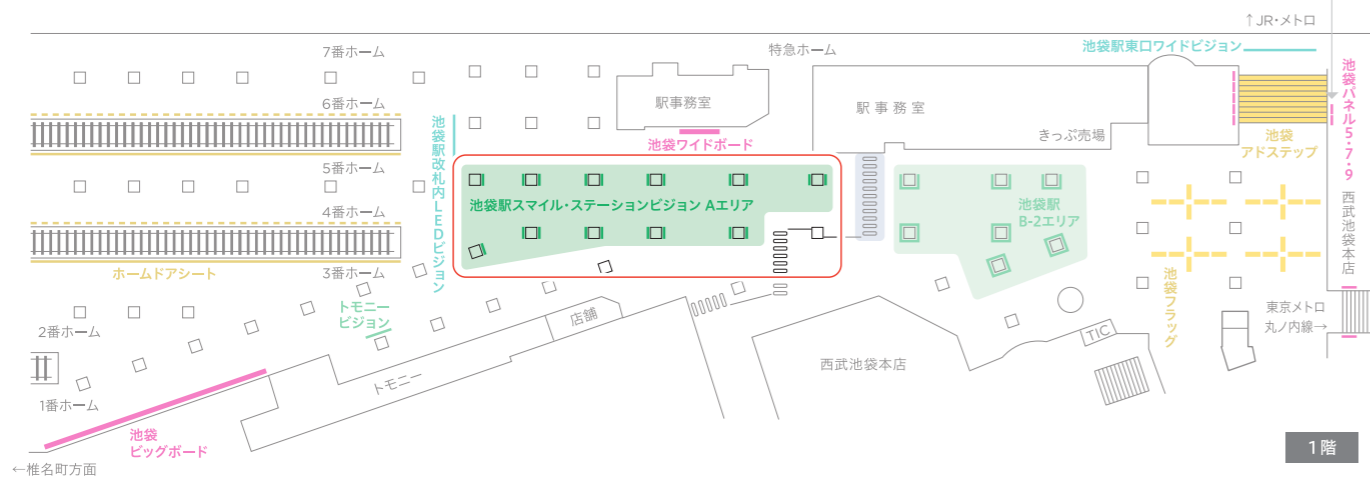 ↑JR・メトロ
7番ホーム
特急ホーム
池袋駅東口ワイドビジョン
池袋パネル5・7・9
6番ホーム
駅事務室
駅事務室
池袋駅改札内LEDビジョン
池袋ワイドボード
きっぷ売場
池袋
アドステップ
5番ホーム
池袋駅スマイル・ステーションビジョン Aエリア
池袋駅
B-2エリア
西武池袋本店
4番ホーム
ホームドアシート
3番ホーム
池袋フラッグ
トモニー
ビジョン
店舗
東京メトロ
丸ノ内線→
2番ホーム
TIC
西武池袋本店
トモニー
1番ホーム
池袋
ビッグボード
1階
←椎名町方面